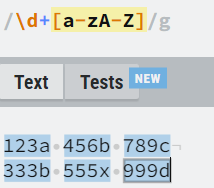 /\d+[a-zA-Z]/g
Text Tests NEW
123a 456b 789c
333b 555x 999d